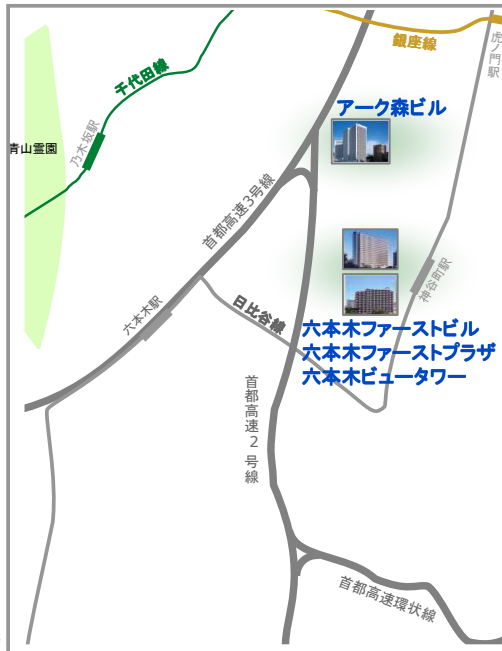 銀座線
虎ノ門駅
千代田線
アーク森ビル
乃木坂駅
青山霊園
首都高速3号線
神谷町駅
六本木駅
日比谷線
六本木ファーストビル
六本木ファーストプラザ
六本木ビュータワー
首都高速2号線
首都高速環状線